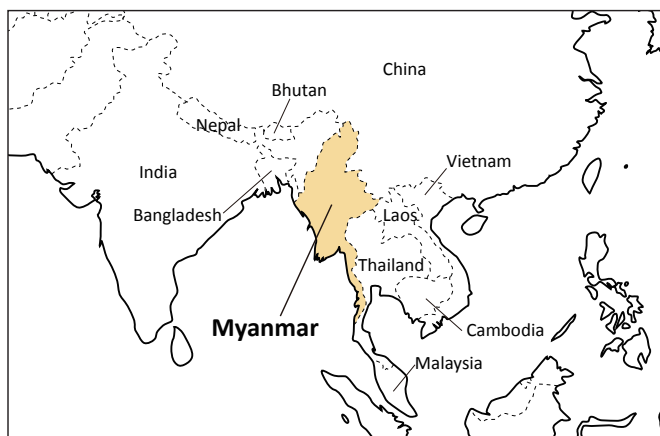 China
Bhutan
Nepal
India
Vietnam
Bangladesh
Laos
Thailand
Myanmar
Cambodia
Malaysia